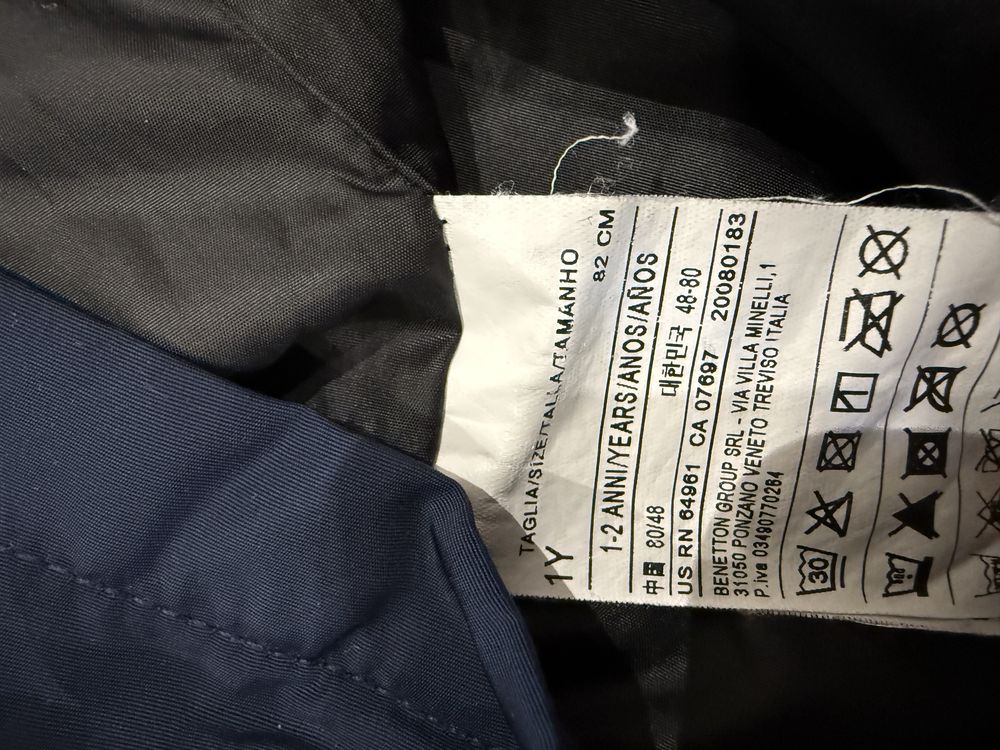 TAGLIA/SIZE/TALLA/TAMANHO
1Y 82 CM
1-2 ANNI/YEARS/ANOS/AÑOS
中国 80/48 대한민국 48-80
US RN 64961 CA 07697 20080183
BENETTON GROUP SRL - VIA VILLA MINELLI,1
31050 PONZANO VENETO TREVISO ITALIA
P.iva 03490770264
30